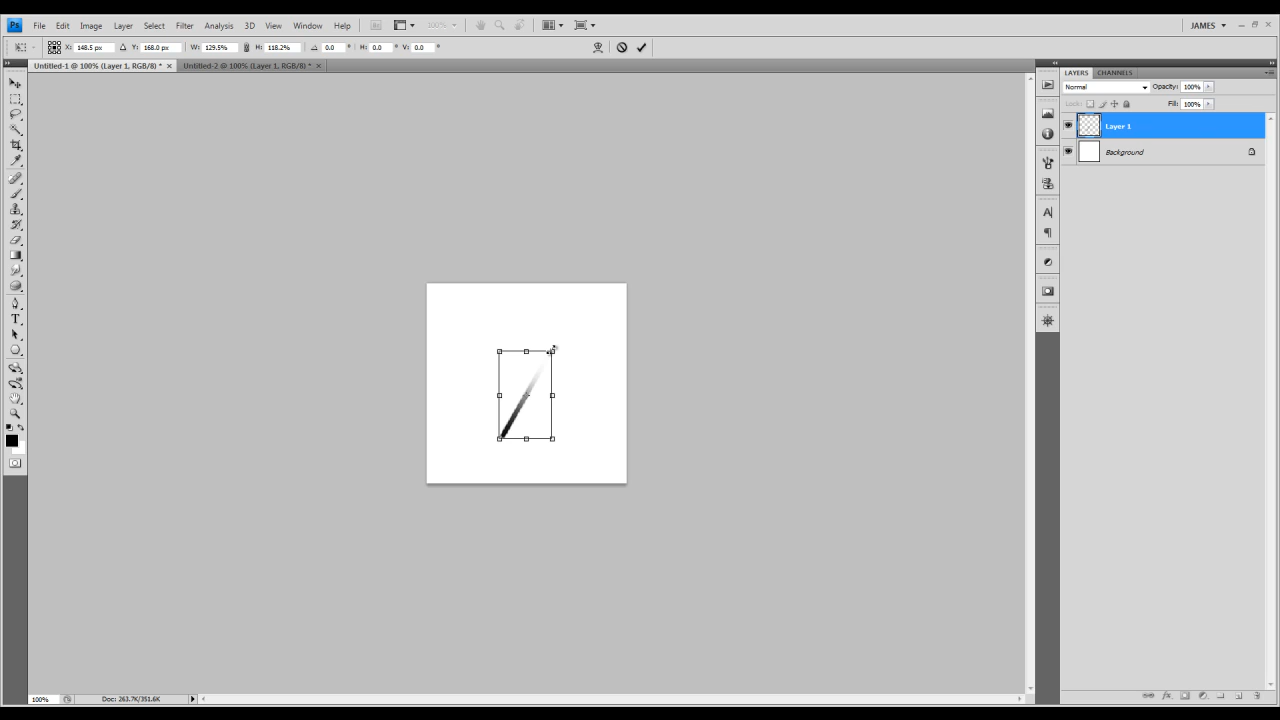 Ps File Edit Image Layer Select Filter Analysis 3D View Window Help Br 100% JAMES
X: 148.5 px Y: 168.0 px W: 129.5% H: 118.2% 0.0 ° H: 0.0 ° V: 0.0 °
Untitled-1 @ 100% (Layer 1, RGB/8) * × Untitled-2 @ 100% (Layer 1, RGB/8) * ×
LAYERS CHANNELS
Normal Opacity: 100%
Lock: Fill: 100%
Layer 1
Background
100% Doc: 263.7K/351.6K